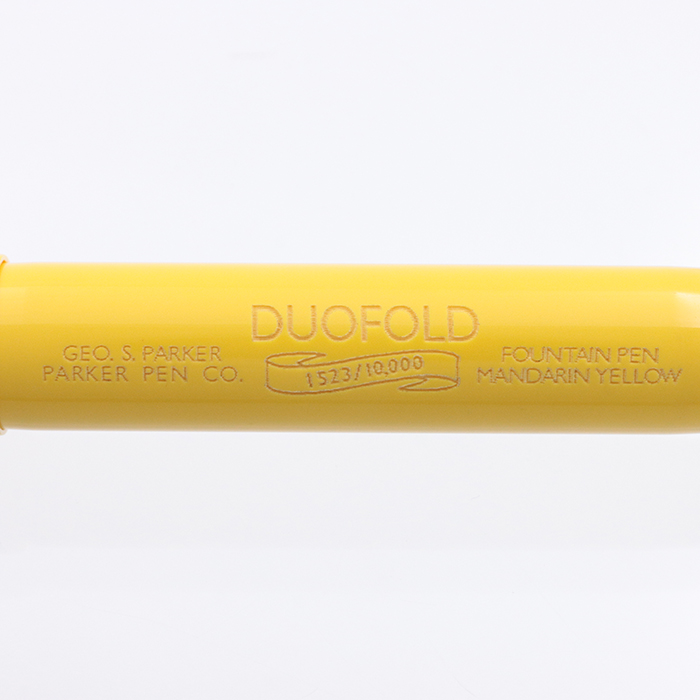 DUOFOLD
GEO. S. PARKER
PARKER PEN CO.
1523/10,000
FOUNTAIN PEN
MANDARIN YELLOW